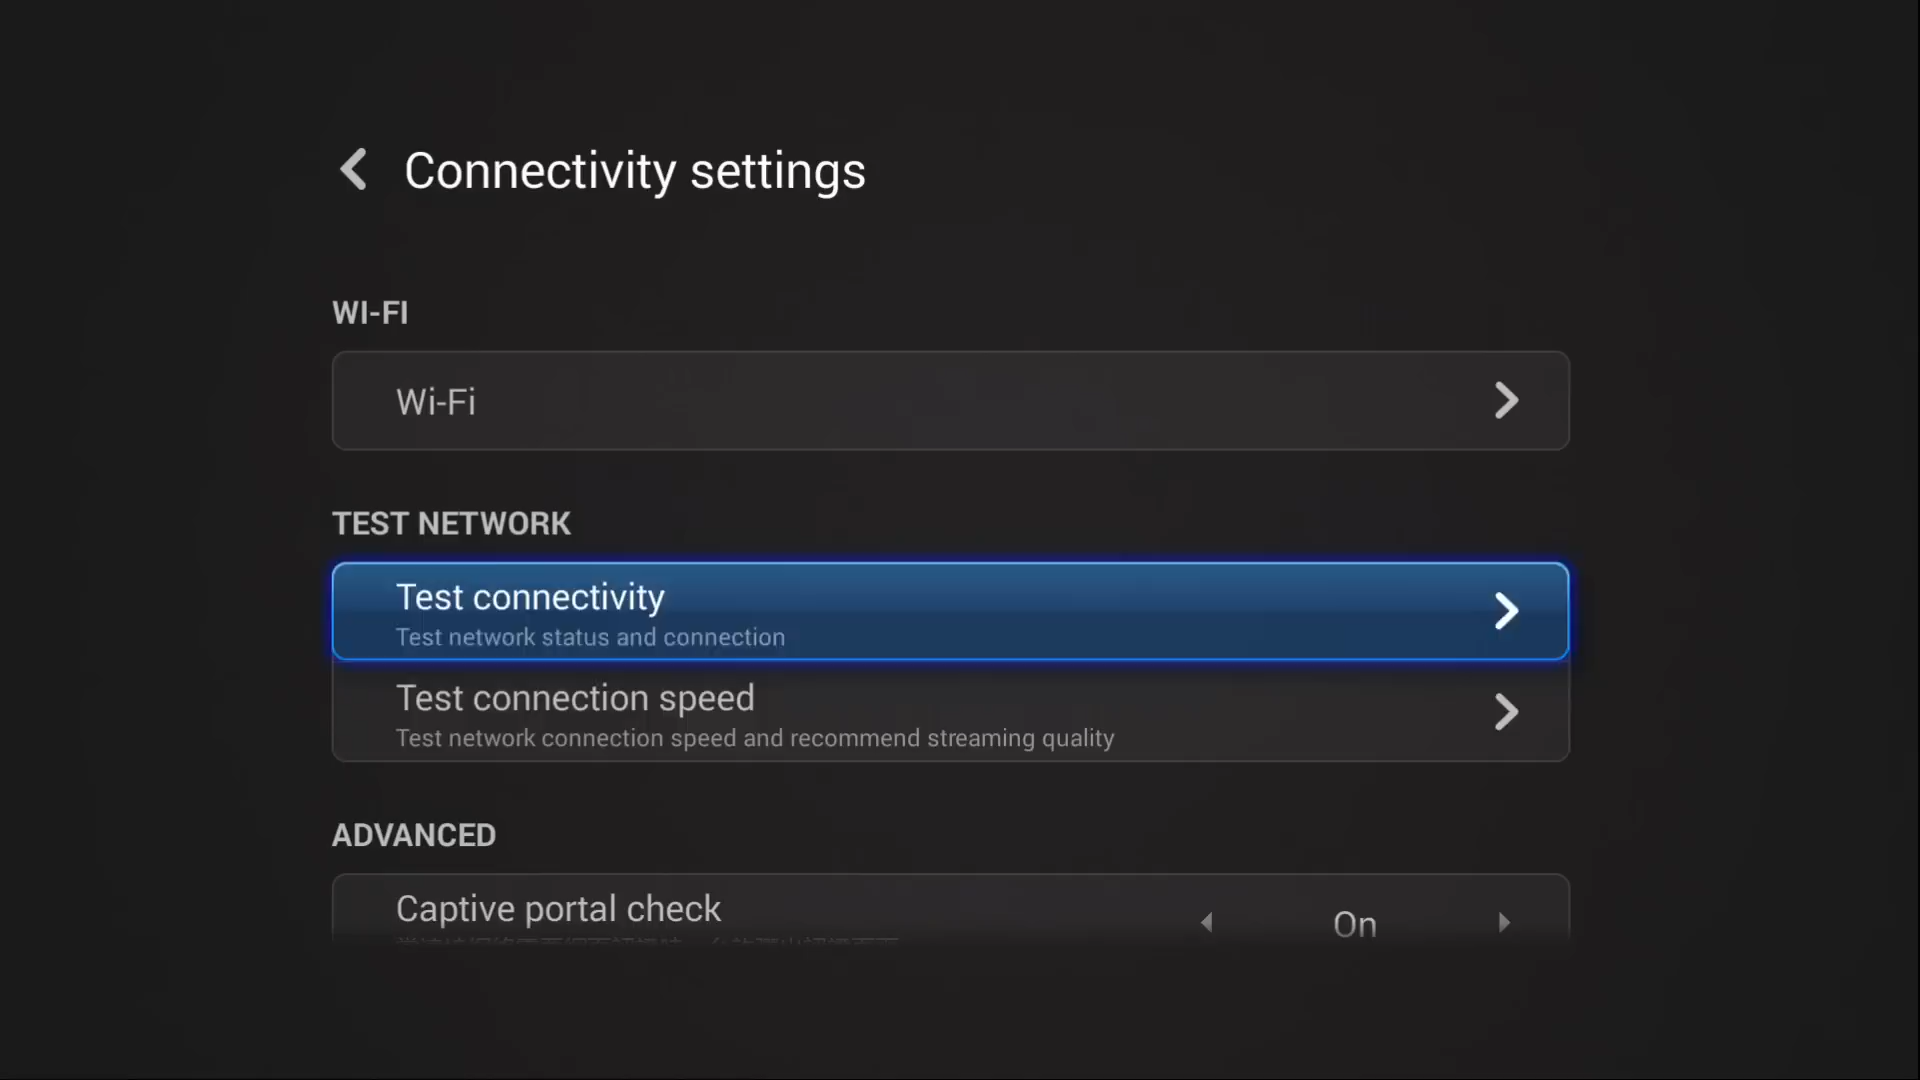 Connectivity settings
WI-FI
Wi-Fi
TEST NETWORK
Test connectivity
Test network status and connection
Test connection speed
Test network connection speed and recommend streaming quality
ADVANCED
Captive portal check
On